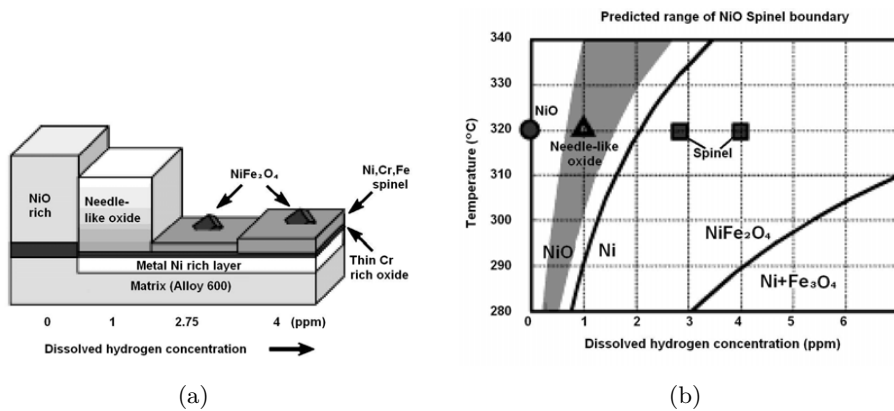 NiO
rich
Needle-
like oxide
NiFe₂O₄
Ni,Cr,Fe
spinel
Thin Cr
rich oxide
Metal Ni rich layer
Matrix (Alloy 600)
0 1 2.75 4 (ppm)
Dissolved hydrogen concentration
(a)
Predicted range of NiO Spinel boundary
Temperature (°C)
340
330
320
310
300
290
280
NiO
Needle-like
oxide
Spinel
NiO
Ni
NiFe₂O₄
Ni+Fe₃O₄
0 1 2 3 4 5 6
Dissolved hydrogen concentration (ppm)
(b)